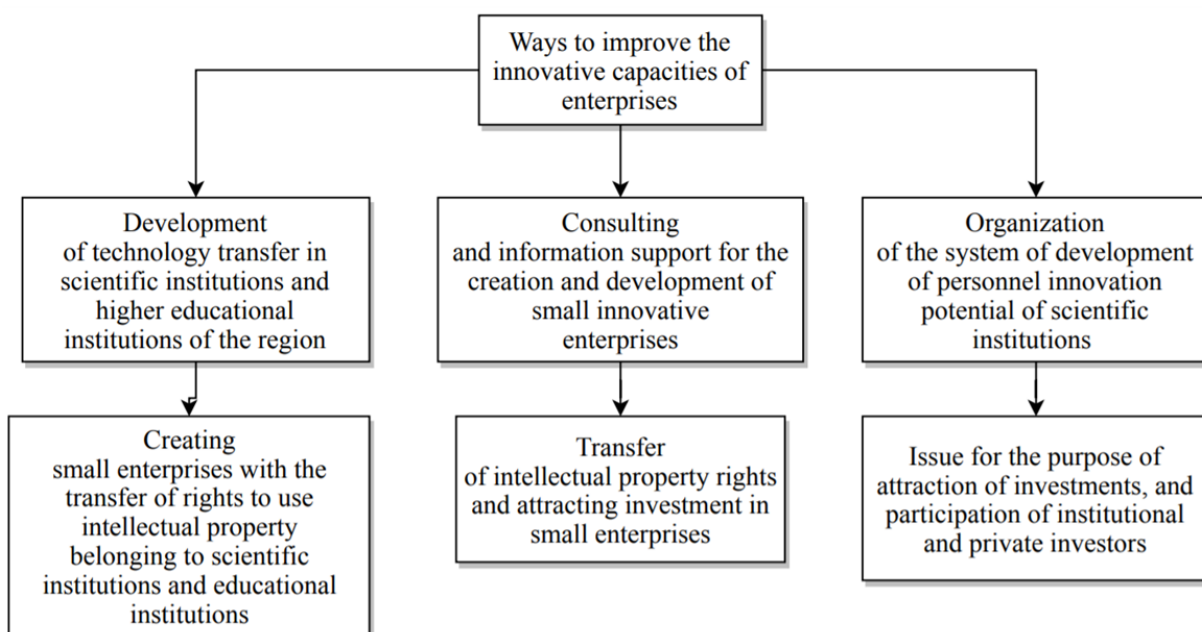 Ways to improve the
innovative capacities of
enterprises
Development
of technology transfer in
scientific institutions and
higher educational
institutions of the region
Consulting
and information support for the
creation and development of
small innovative
enterprises
Organization
of the system of development
of personnel innovation
potential of scientific
institutions
Creating
small enterprises with the
transfer of rights to use
intellectual property
belonging to scientific
institutions and educational
institutions
Transfer
of intellectual property rights
and attracting investment in
small enterprises
Issue for the purpose of
attraction of investments, and
participation of institutional
and private investors